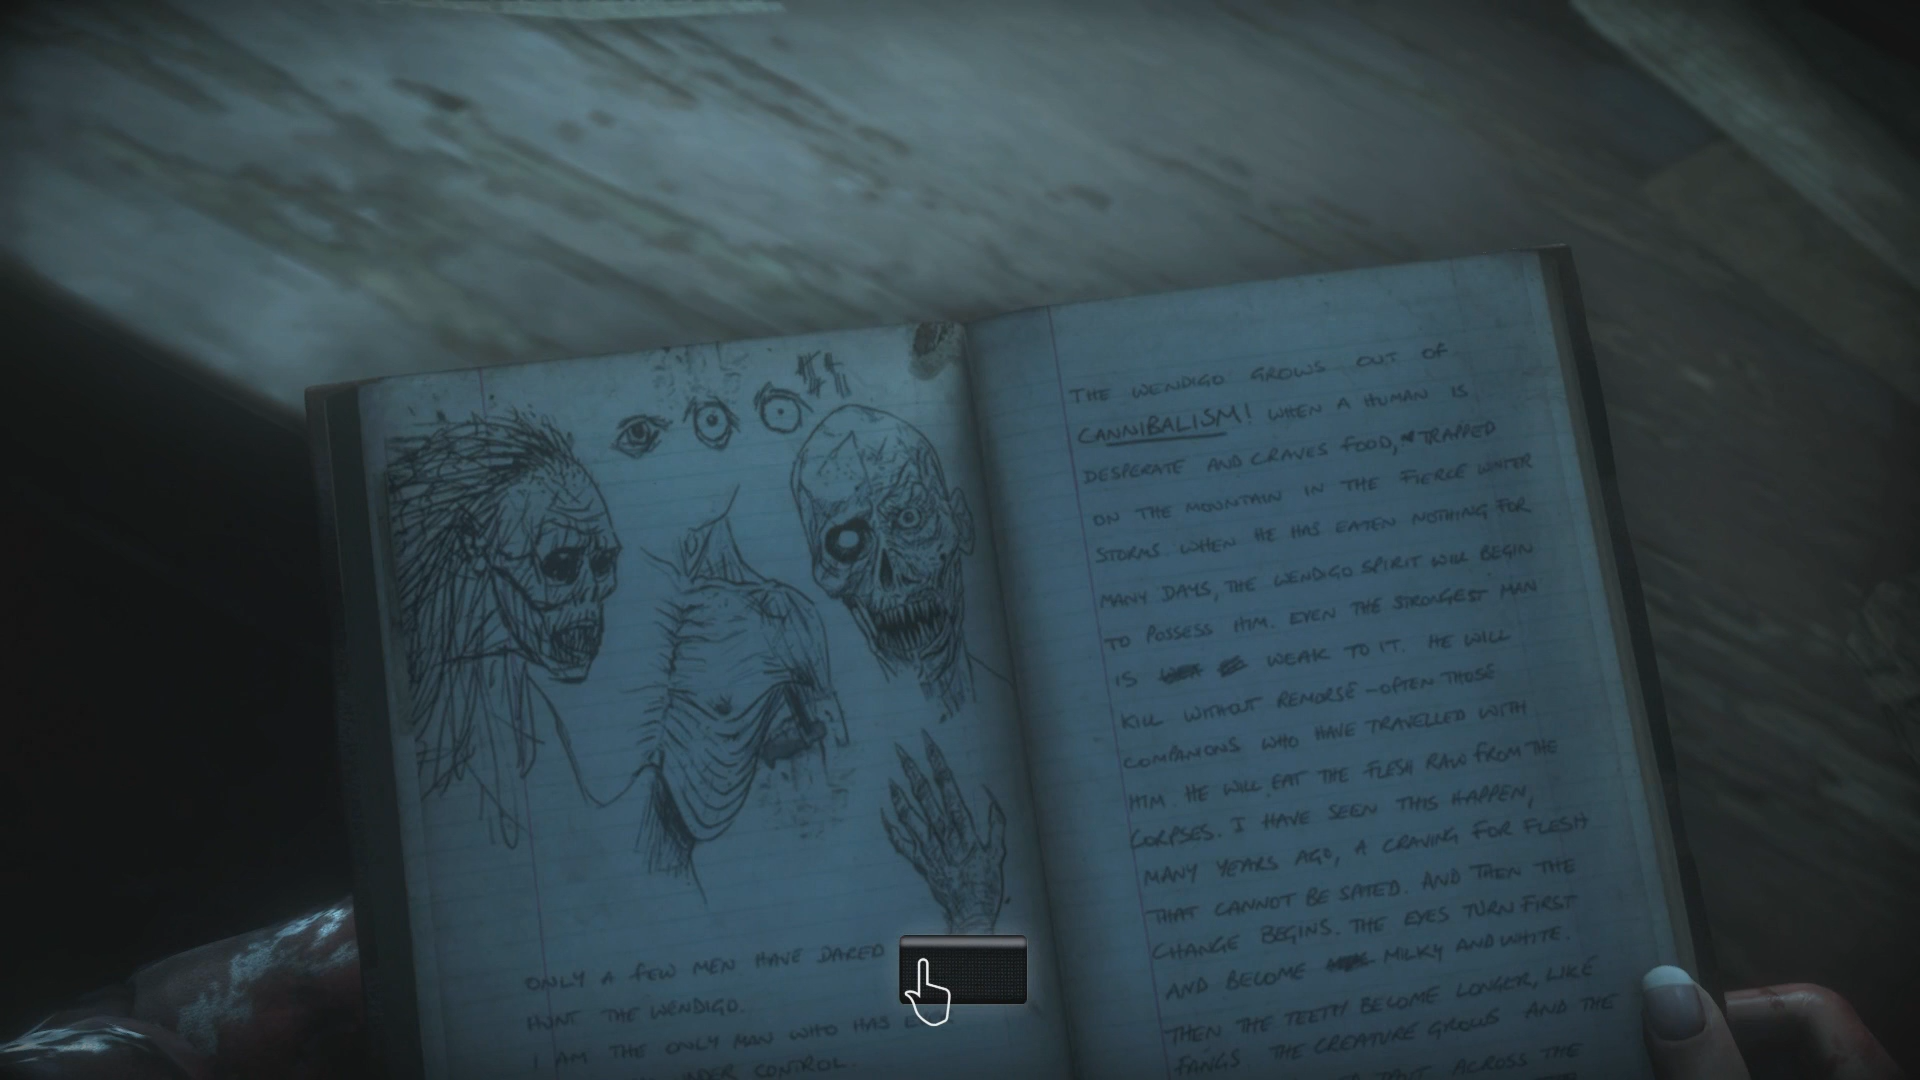 ONLY A FEW MEN HAVE DARED
HUNT THE WENDIGO.
I AM THE ONLY MAN WHO HAS
UNDER CONTROL.
THE WENDIGO GROWS OUT OF
CANNIBALISM! WHEN A HUMAN IS
DESPERATE AND CRAVES FOOD, TRAPPED
ON THE MOUNTAIN IN THE FIERCE WINTER
STORMS WHEN HE HAS EATEN NOTHING FOR
MANY DAYS, THE WENDIGO SPIRIT WILL BEGIN
TO POSSESS HIM. EVEN THE STRONGEST MAN
IS WEAK TO IT. HE WILL
KILL WITHOUT REMORSE - OFTEN THOSE
COMPANIONS WHO HAVE TRAVELLED WITH
HIM. HE WILL EAT THE FLESH RAW FROM THE
CORPSES. I HAVE SEEN THIS HAPPEN,
MANY YEARS AGO, A CRAVING FOR FLESH
THAT CANNOT BE SATED. AND THEN THE
CHANGE BEGINS. THE EYES TURN FIRST
AND BECOME MILKY AND WHITE.
THEN THE TEETH BECOME LONGER, LIKE
FANGS. THE CREATURE GROWS AND THE
ACROSS THE